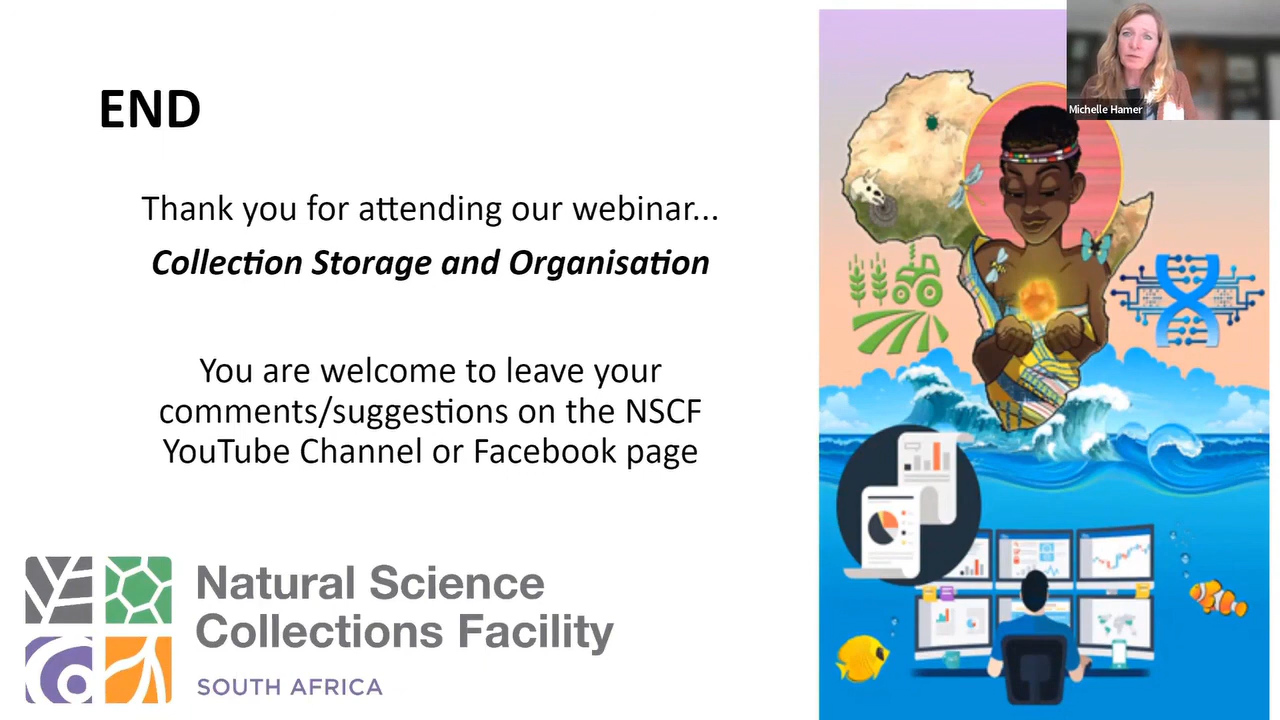 END
Thank you for attending our webinar...
Collection Storage and Organisation
You are welcome to leave your
comments/suggestions on the NSCF
YouTube Channel or Facebook page
Natural Science
Collections Facility
SOUTH AFRICA
Michelle Hamer